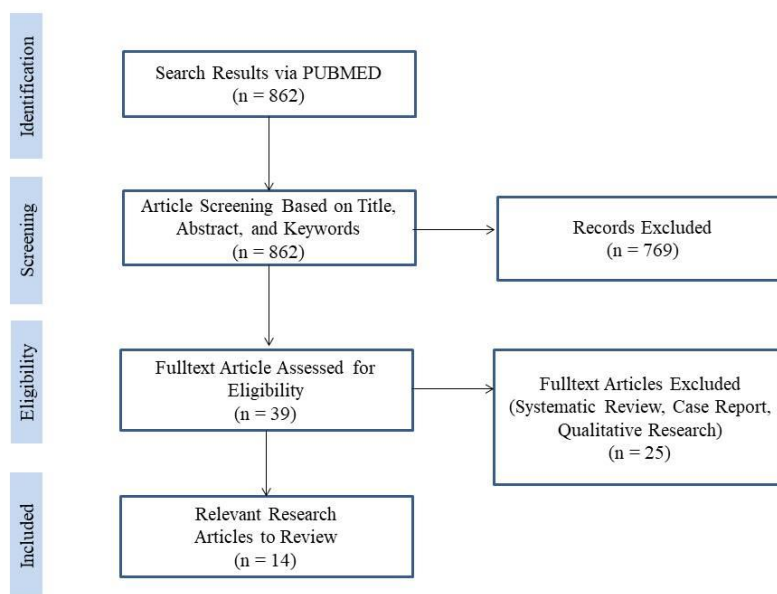 Identification
Search Results via PUBMED
(n = 862)
Screening
Article Screening Based on Title,
Abstract, and Keywords
(n = 862)
Records Excluded
(n = 769)
Eligibility
Fulltext Article Assessed for
Eligibility
(n = 39)
Fulltext Articles Excluded
(Systematic Review, Case Report,
Qualitative Research)
(n = 25)
Included
Relevant Research
Articles to Review
(n = 14)